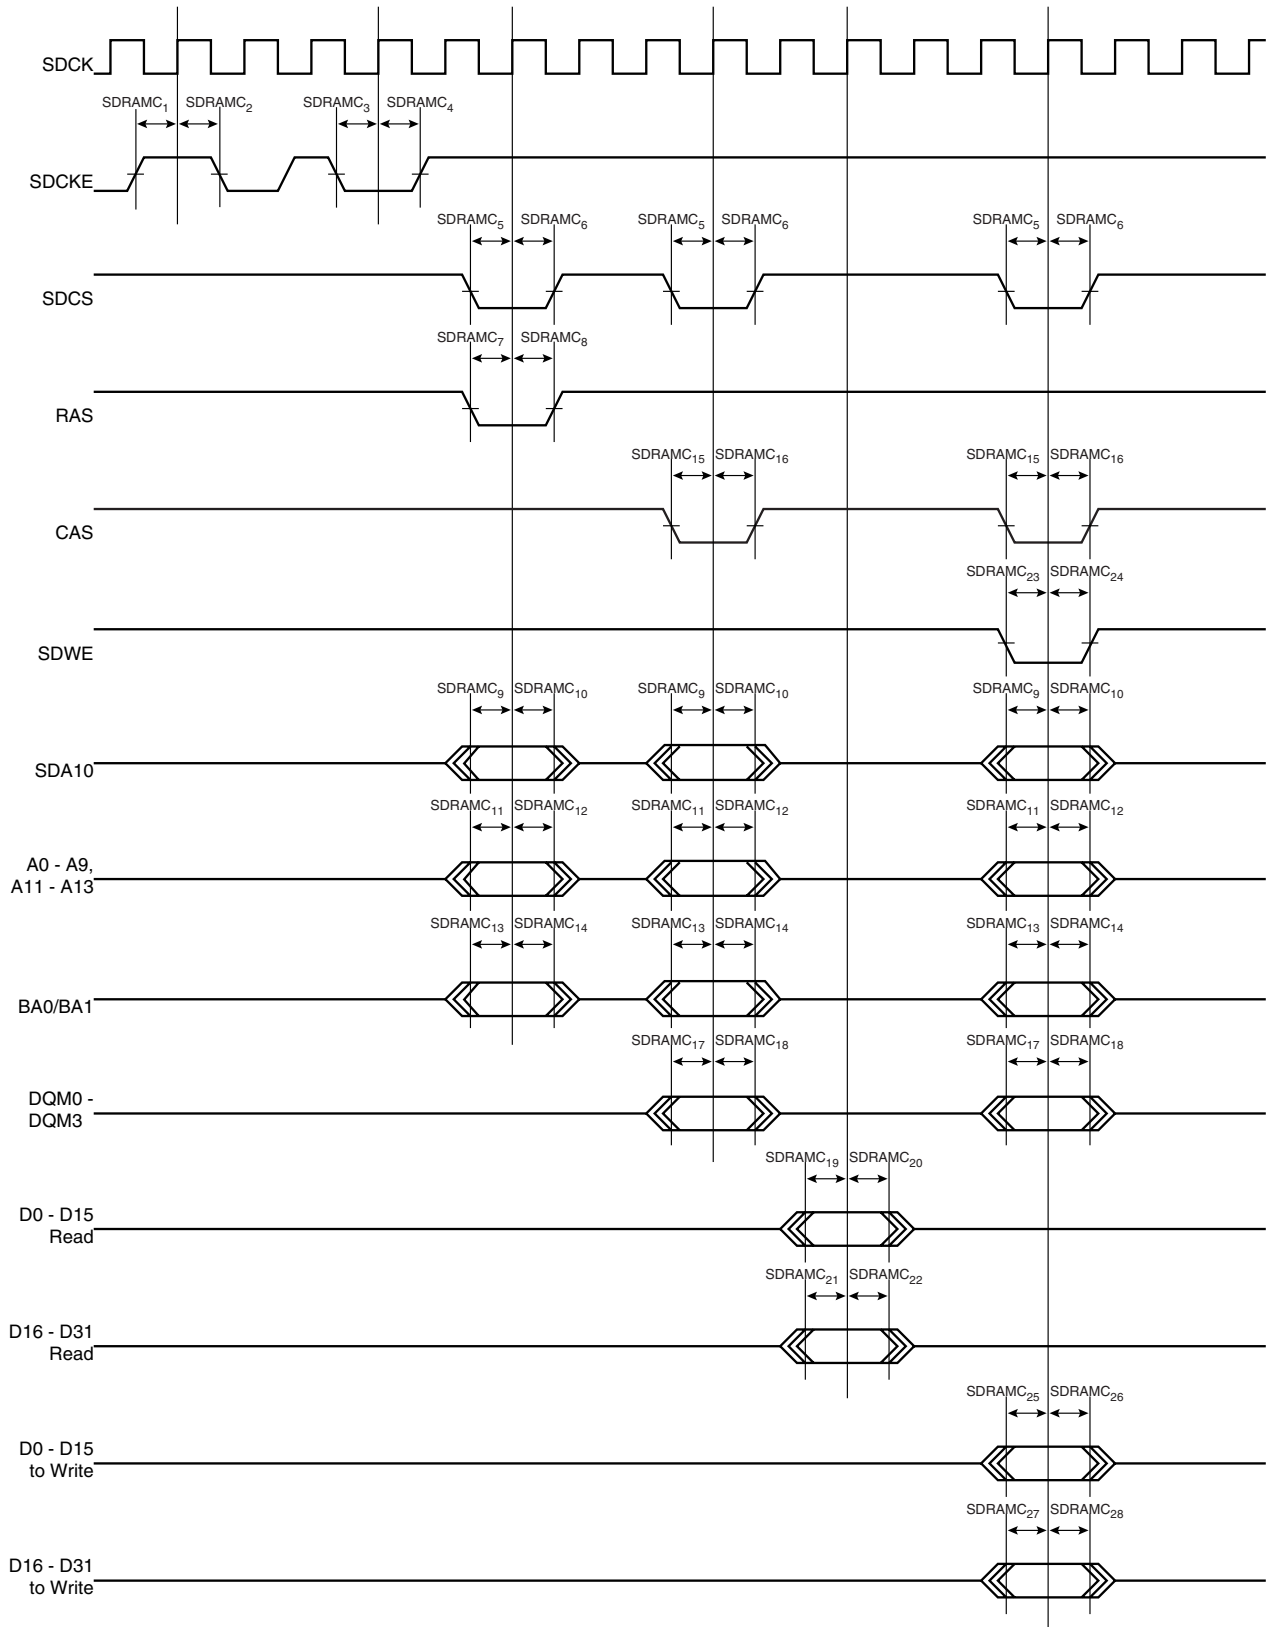 SDCK
SDRAMC1 SDRAMC2 SDRAMC3 SDRAMC4
SDCKE
SDRAMC5 SDRAMC6 SDRAMC5 SDRAMC6 SDRAMC5 SDRAMC6
SDCS
SDRAMC7 SDRAMC8
RAS
SDRAMC15 SDRAMC16 SDRAMC15 SDRAMC16
CAS
SDRAMC23 SDRAMC24
SDWE
SDRAMC9 SDRAMC10 SDRAMC9 SDRAMC10 SDRAMC9 SDRAMC10
SDA10
SDRAMC11 SDRAMC12 SDRAMC11 SDRAMC12 SDRAMC11 SDRAMC12
A0 - A9,
A11 - A13
SDRAMC13 SDRAMC14 SDRAMC13 SDRAMC14 SDRAMC13 SDRAMC14
BA0/BA1
SDRAMC17 SDRAMC18 SDRAMC17 SDRAMC18
DQM0 -
DQM3
SDRAMC19 SDRAMC20
D0 - D15
Read
SDRAMC21 SDRAMC22
D16 - D31
Read
SDRAMC25 SDRAMC26
D0 - D15
to Write
SDRAMC27 SDRAMC28
D16 - D31
to Write